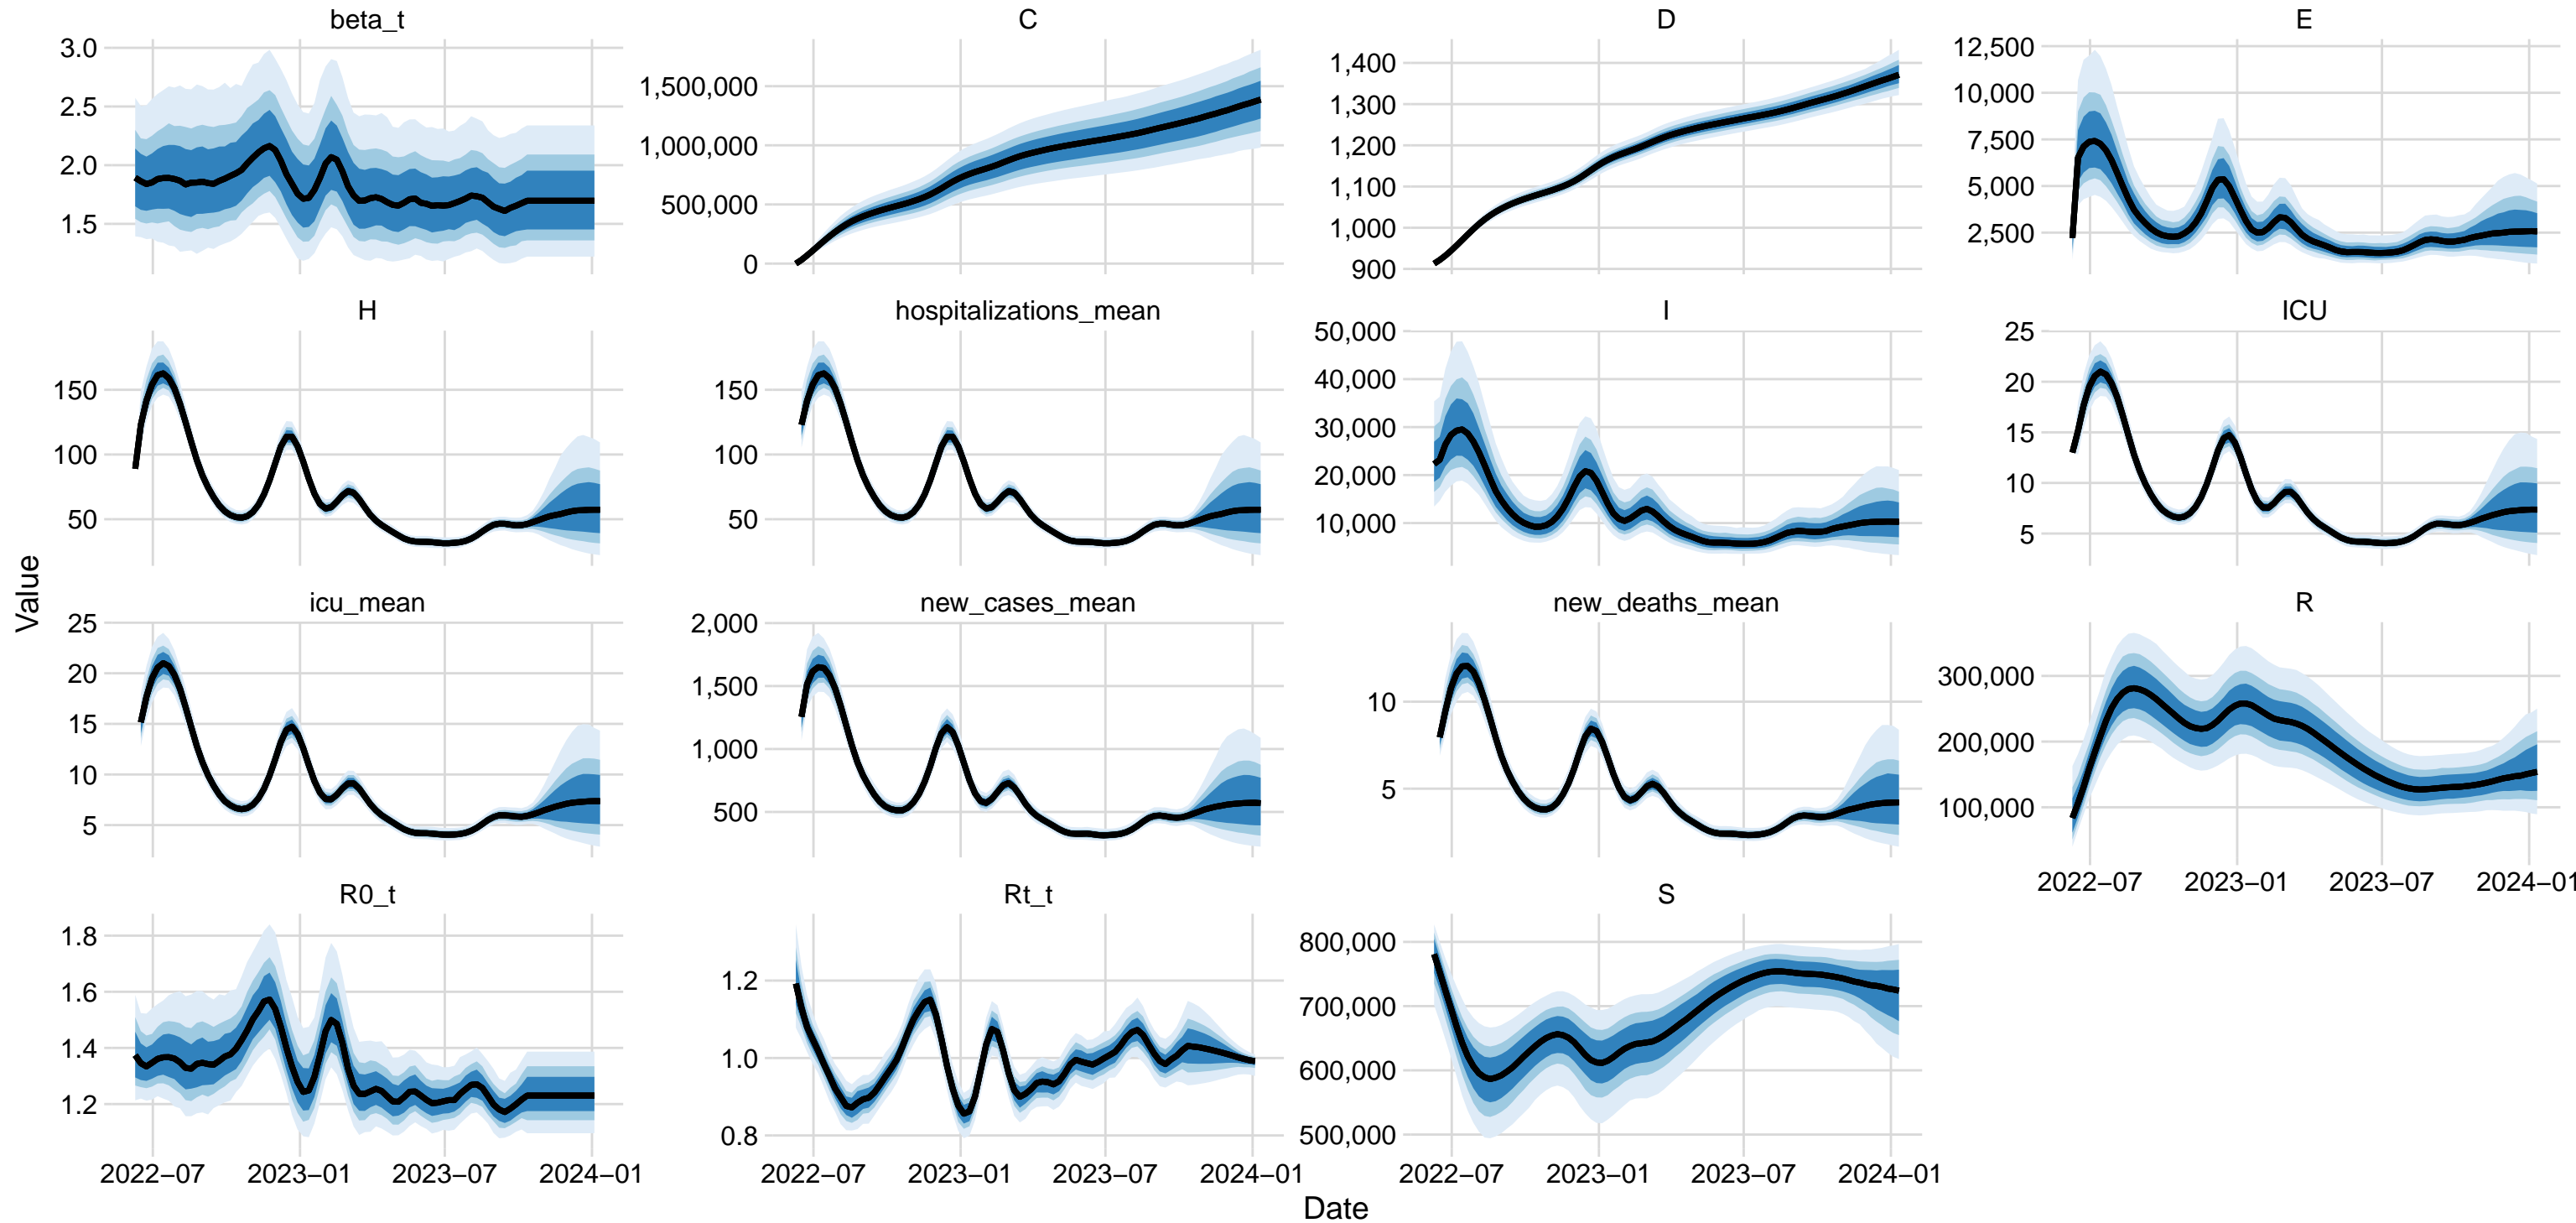 beta_t
C
D
E
3.0
2.5
2.0
1.5
1,500,000
1,000,000
500,000
0
1,400
1,300
1,200
1,100
1,000
900
12,500
10,000
7,500
5,000
2,500
H
hospitalizations_mean
I
ICU
150
100
50
150
100
50
50,000
40,000
30,000
20,000
10,000
25
20
15
10
5
Value
icu_mean
new_cases_mean
new_deaths_mean
R
25
20
15
10
5
2,000
1,500
1,000
500
10
5
300,000
200,000
100,000
2022−07 2023−01 2023−07 2024−01
R0_t
Rt_t
S
1.8
1.6
1.4
1.2
1.2
1.0
0.8
800,000
700,000
600,000
500,000
2022−07 2023−01 2023−07 2024−01
2022−07 2023−01 2023−07 2024−01
2022−07 2023−01 2023−07 2024−01
Date